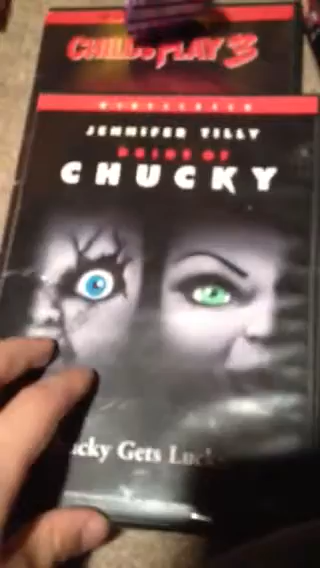 CHILD'S PLAY 3
WIDESCREEN
JENNIFER TILLY
BRIDE OF
CHUCKY
ucky Gets Luck